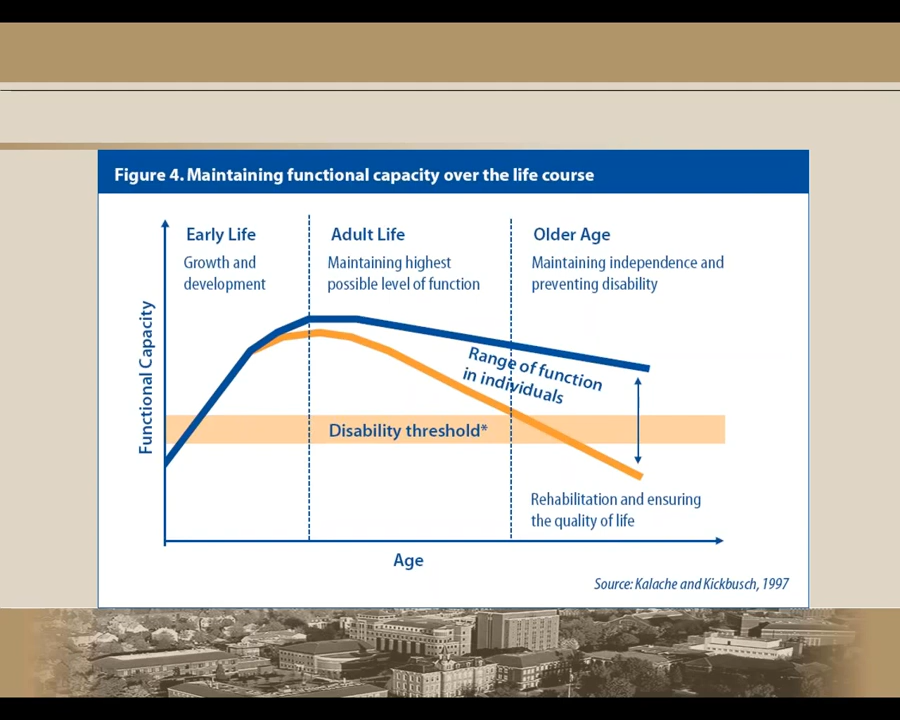 Figure 4. Maintaining functional capacity over the life course
Early Life
Growth and
development
Adult Life
Maintaining highest
possible level of function
Older Age
Maintaining independence and
preventing disability
Functional Capacity
Range of function
in individuals
Disability threshold*
Rehabilitation and ensuring
the quality of life
Age
Source: Kalache and Kickbusch, 1997